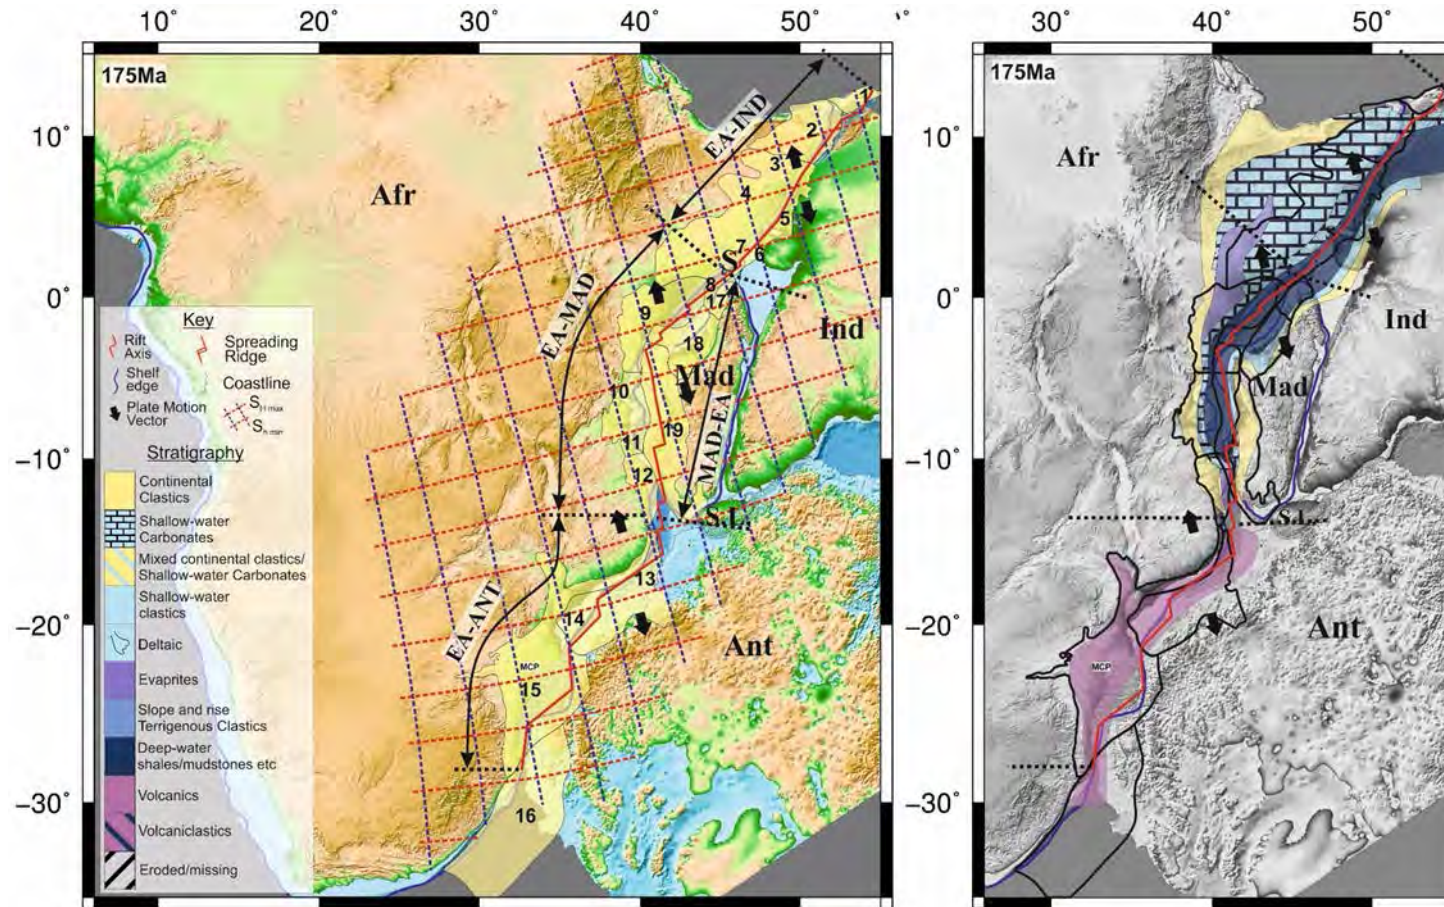 10° 20° 30° 40° 50°
30° 40° 50°
175Ma
175Ma
10°
0°
−10°
−20°
−30°
10°
0°
−10°
−20°
−30°
Afr
Ind
Mad
Ant
EA-IND
EA-MAD
MAD-EA
EA-ANT
S
S.L.
MCP
1
2
3
4
5
6
7
8
17
9
18
10
11
19
12
13
14
15
16
Key
Rift
Axis
Spreading
Ridge
Shelf
edge
Coastline
Plate Motion
Vector
S H max
S h min
Stratigraphy
Continental
Clastics
Shallow-water
Carbonates
Mixed continental clastics/
Shallow-water Carbonates
Shallow-water
clastics
Deltaic
Evaprites
Slope and rise
Terrigenous Clastics
Deep-water
shales/mudstones etc
Volcanics
Volcaniclastics
Eroded/missing
Afr
Ind
Mad
S.L.
Ant
MCP